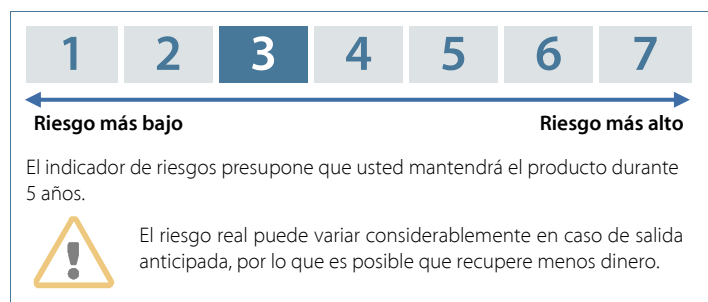 1 2 3 4 5 6 7
Riesgo más bajo Riesgo más alto
El indicador de riesgos presupone que usted mantendrá el producto durante
5 años.
El riesgo real puede variar considerablemente en caso de salida
anticipada, por lo que es posible que recupere menos dinero.